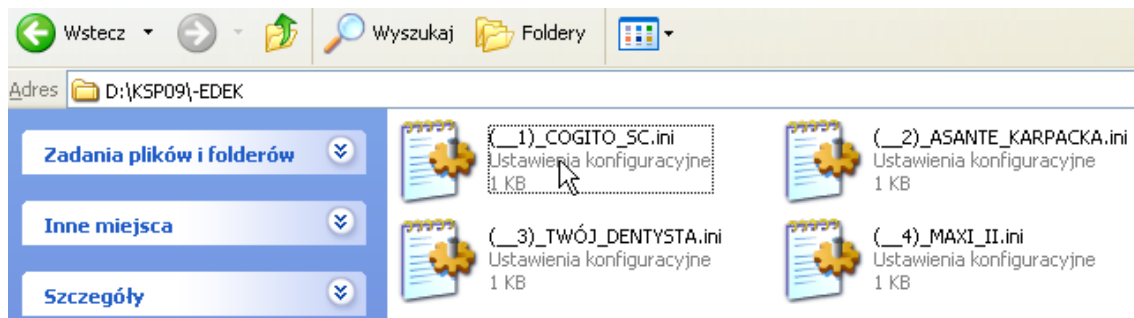 Wstecz Wyszukaj Foldery
Adres D:\KSP09\-EDEK
Zadania plików i folderów
Inne miejsca
Szczegóły
(__1)_COGITO_SC.ini
Ustawienia konfiguracyjne
1 KB
(__2)_ASANTE_KARPACKA.ini
Ustawienia konfiguracyjne
1 KB
(__3)_TWÓJ_DENTYSTA.ini
Ustawienia konfiguracyjne
1 KB
(__4)_MAXI_II.ini
Ustawienia konfiguracyjne
1 KB